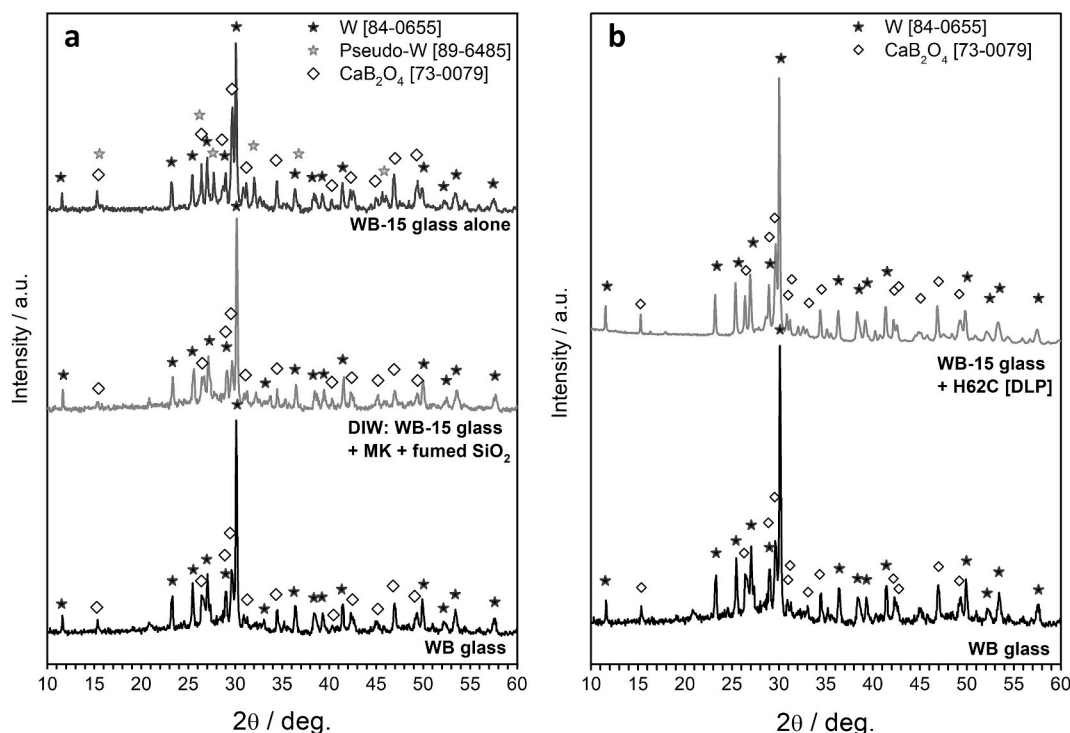 a
★ W [84-0655]
☆ Pseudo-W [89-6485]
◇ CaB₂O₄ [73-0079]
WB-15 glass alone
DIW: WB-15 glass
+ MK + fumed SiO₂
WB glass
Intensity / a.u.
10 15 20 25 30 35 40 45 50 55 60
2θ / deg.
b
★ W [84-0655]
◇ CaB₂O₄ [73-0079]
WB-15 glass
+ H62C [DLP]
WB glass
Intensity / a.u.
10 15 20 25 30 35 40 45 50 55 60
2θ / deg.